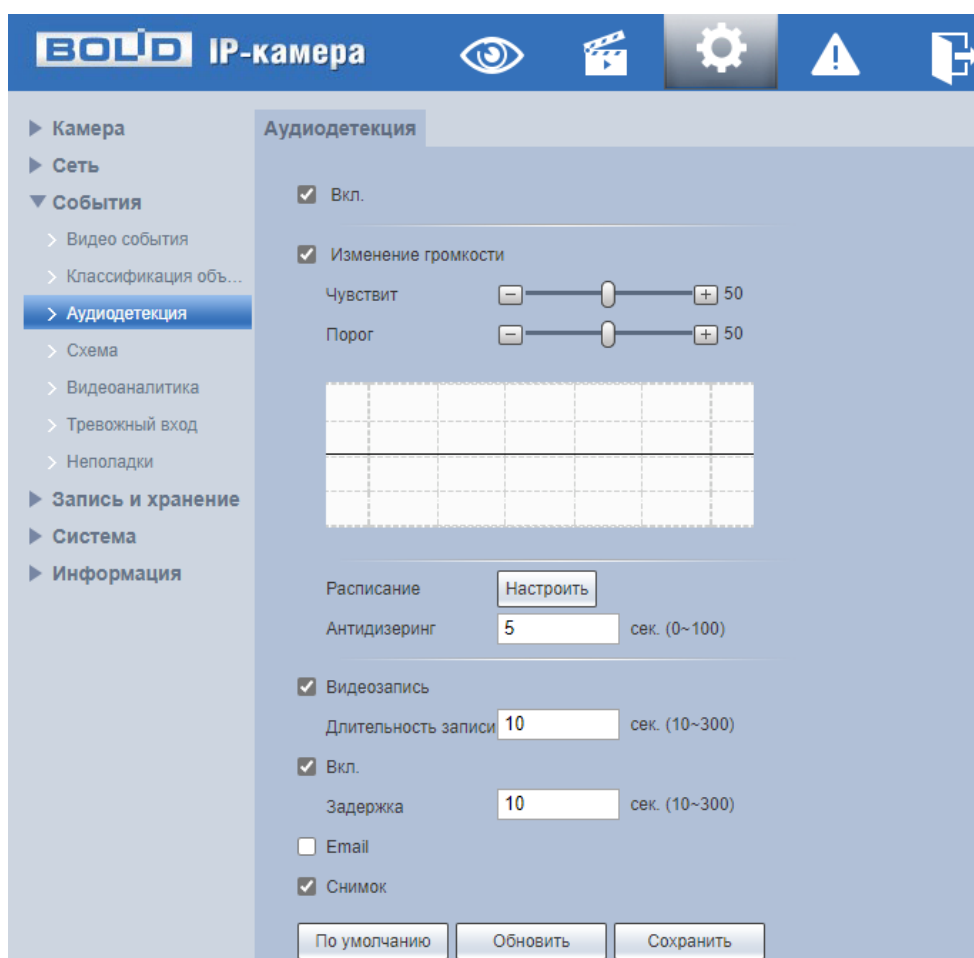 BOLID IP-камера
Камера
Сеть
События
Видео события
Классификация объ...
Аудиодетекция
Схема
Видеоаналитика
Тревожный вход
Неполадки
Запись и хранение
Система
Информация
Аудиодетекция
Вкл.
Изменение громкости
Чувствит 50
Порог 50
Расписание Настроить
Антидизеринг 5 сек. (0~100)
Видеозапись
Длительность записи 10 сек. (10~300)
Вкл.
Задержка 10 сек. (10~300)
Email
Снимок
По умолчанию Обновить Сохранить